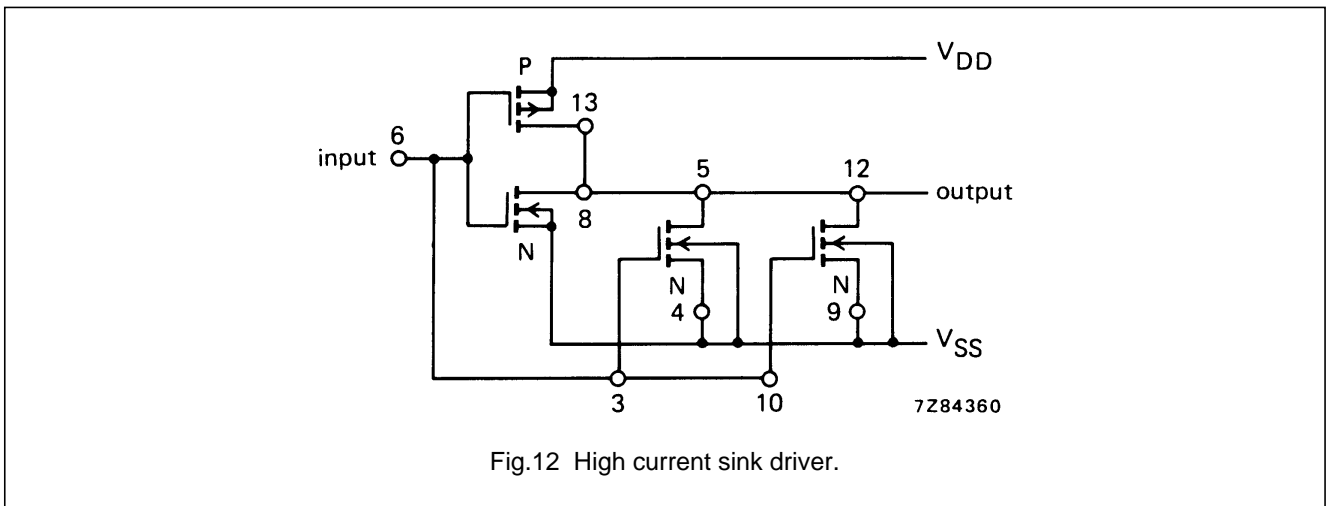 V_DD
P
13
6
input
5
12
output
8
N
N
4
N
9
V_SS
3
10
7Z84360
Fig.12 High current sink driver.